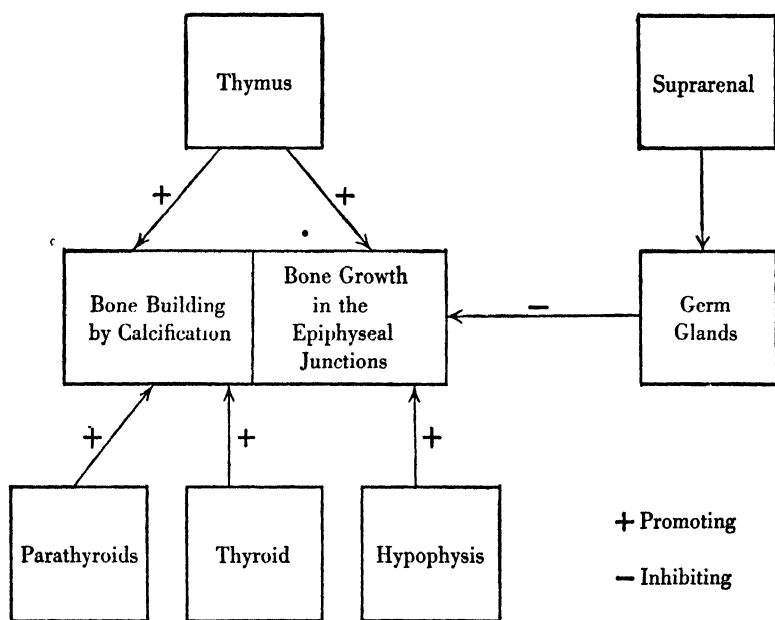 Thymus
Suprarenal
+
+
Bone Building
by Calcification
Bone Growth
in the
Epiphyseal
Junctions
−
Germ
Glands
+
+
+
Parathyroids
Thyroid
Hypophysis
+ Promoting
− Inhibiting